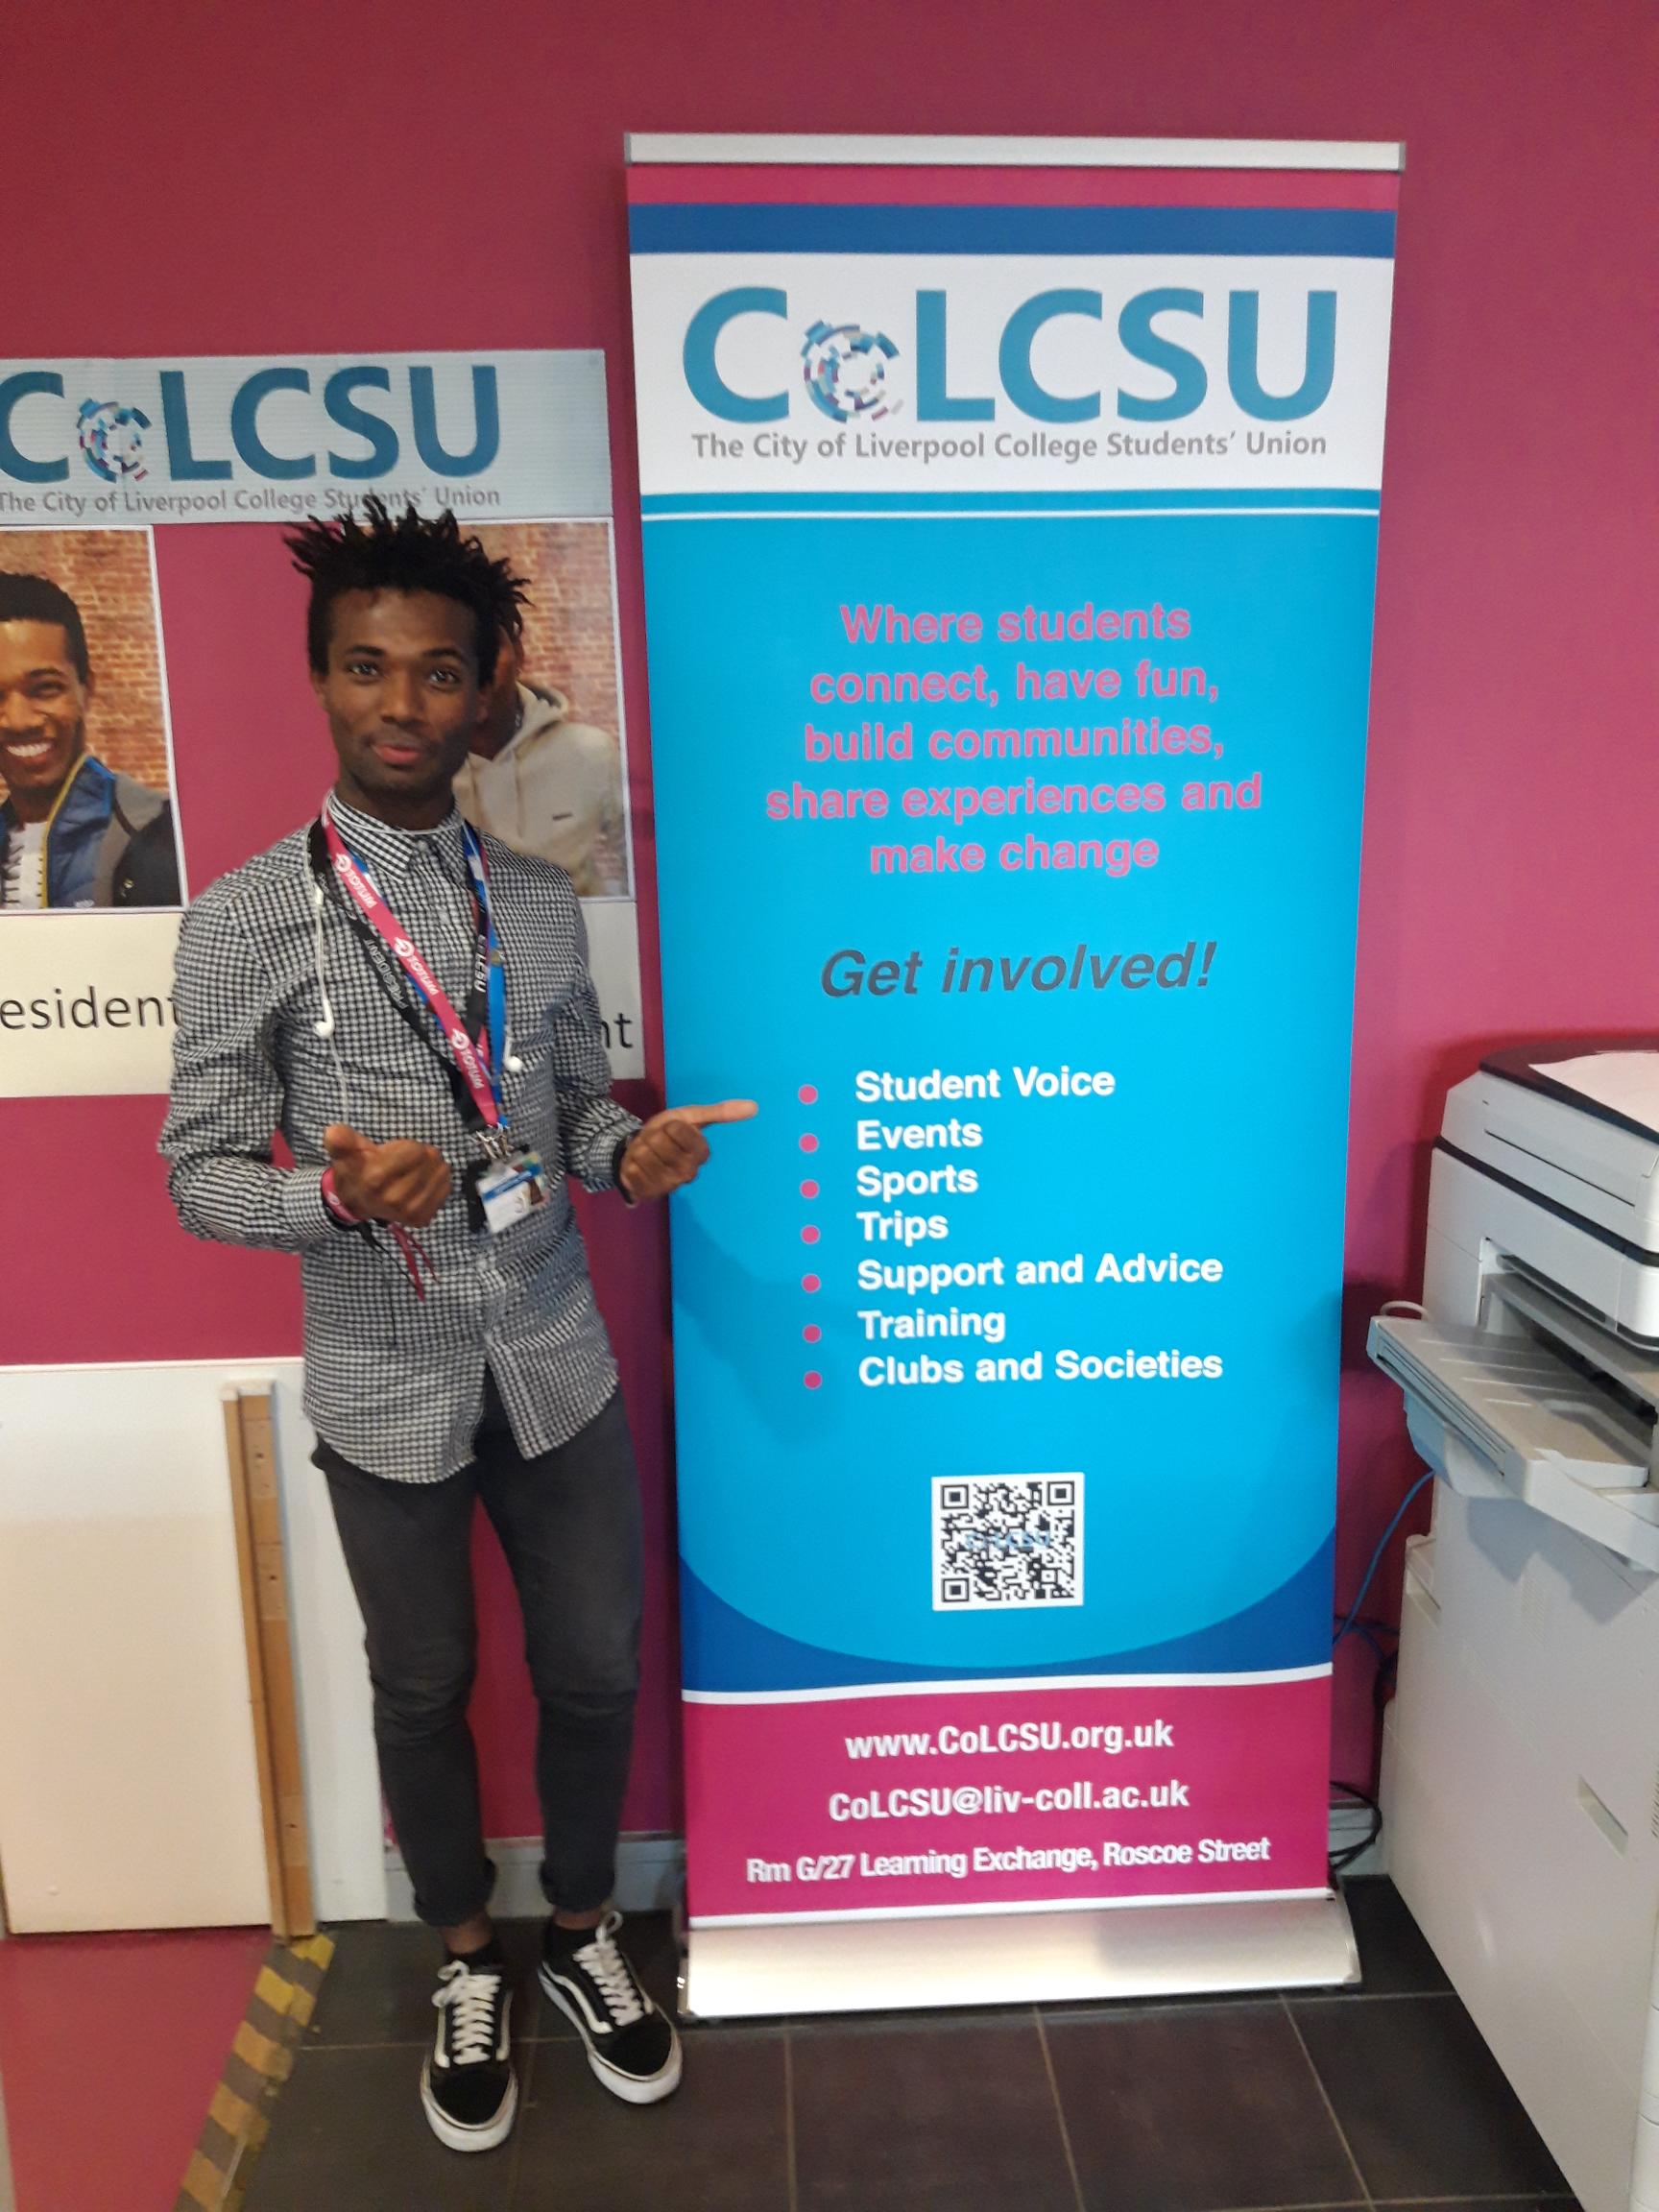 CoLCSU
The City of Liverpool College Students' Union
CoLCSU
The City of Liverpool College Students' Union
Where students
connect, have fun,
build communities,
share experiences and
make change
Get involved!
Student Voice
Events
Sports
Trips
Support and Advice
Training
Clubs and Societies
CoLCSU
www.CoLCSU.org.uk
CoLCSU@liv-coll.ac.uk
Rm G/27 Learning Exchange, Roscoe Street
esident
nt
PRESIDENT
LCSU